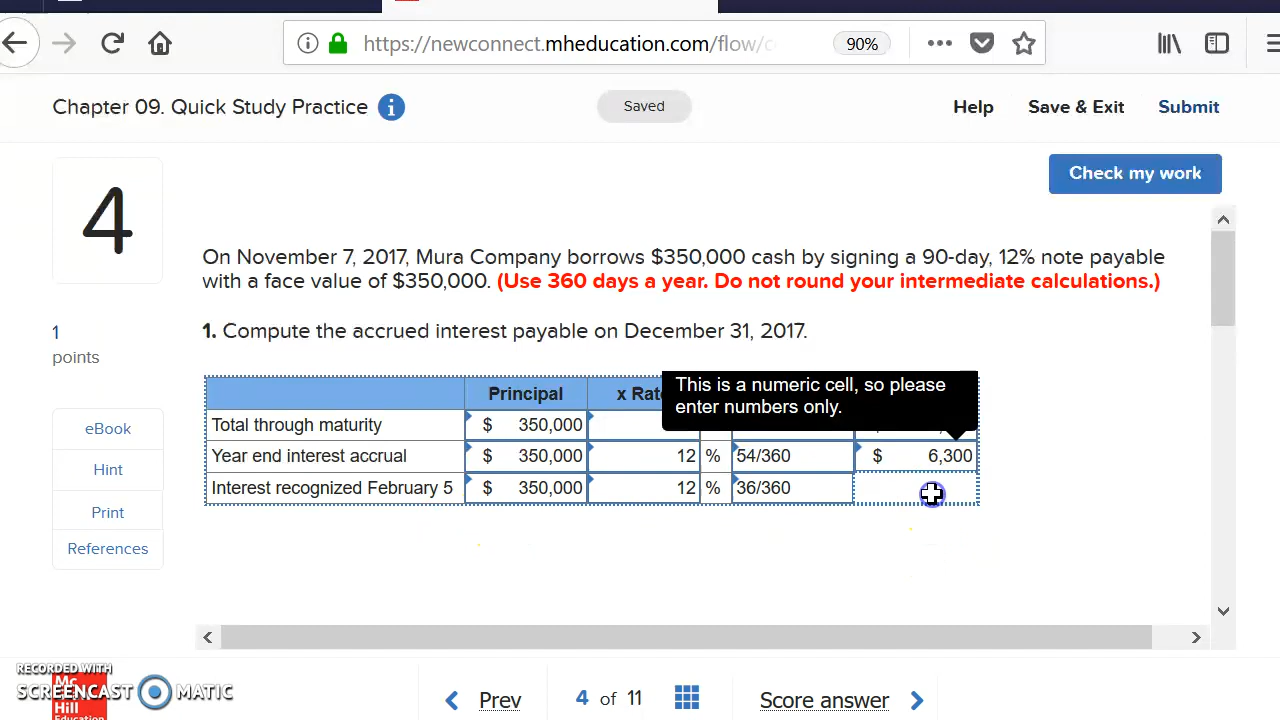 https://newconnect.mheducation.com/flow/c
90%
Chapter 09. Quick Study Practice
i
Saved
Help
Save & Exit
Submit
4
Check my work
On November 7, 2017, Mura Company borrows $350,000 cash by signing a 90-day, 12% note payable
with a face value of $350,000. (Use 360 days a year. Do not round your intermediate calculations.)
1
points
1. Compute the accrued interest payable on December 31, 2017.
eBook
Hint
Print
References
Principal x Rat
This is a numeric cell, so please
enter numbers only.
Total through maturity $ 350,000
Year end interest accrual $ 350,000 12 % 54/360 $ 6,300
Interest recognized February 5 $ 350,000 12 % 36/360
RECORDED WITH
SCREENCAST MATIC
Mc
Hill
Education
Prev
4 of 11
Score answer